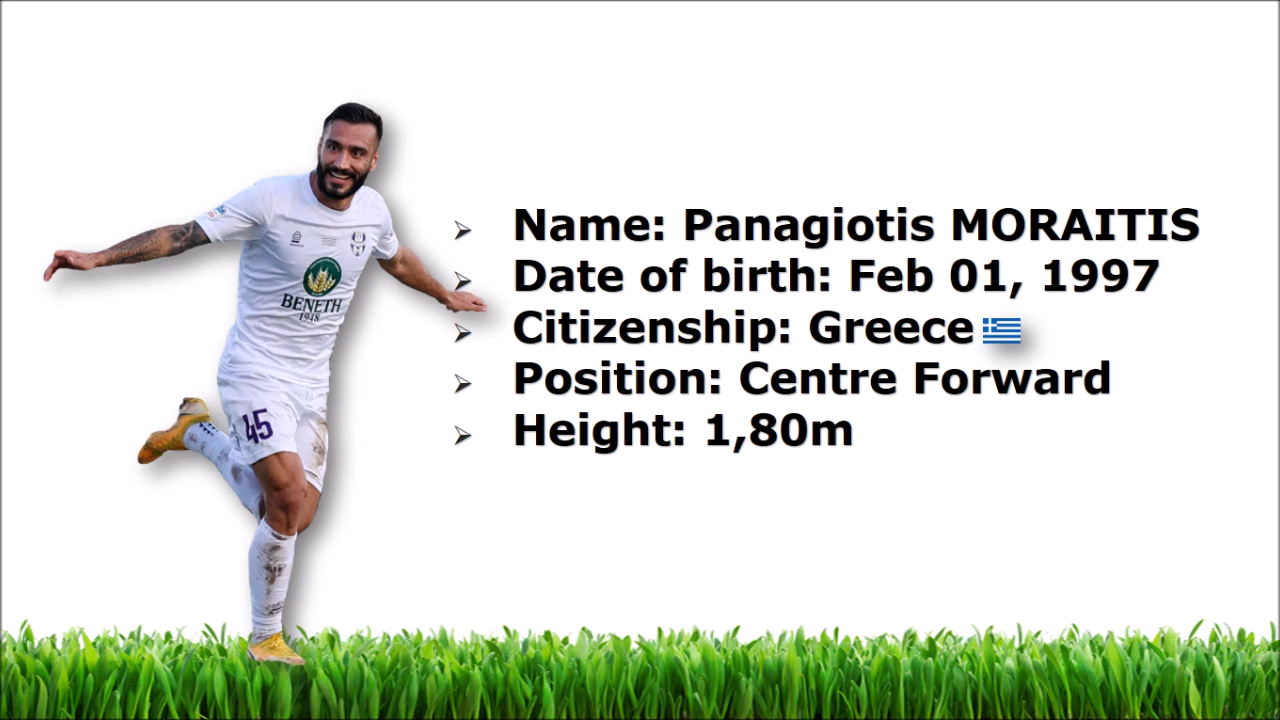 Name: Panagiotis MORAITIS
Date of birth: Feb 01, 1997
Citizenship: Greece
Position: Centre Forward
Height: 1,80m
BENETH
1948
45